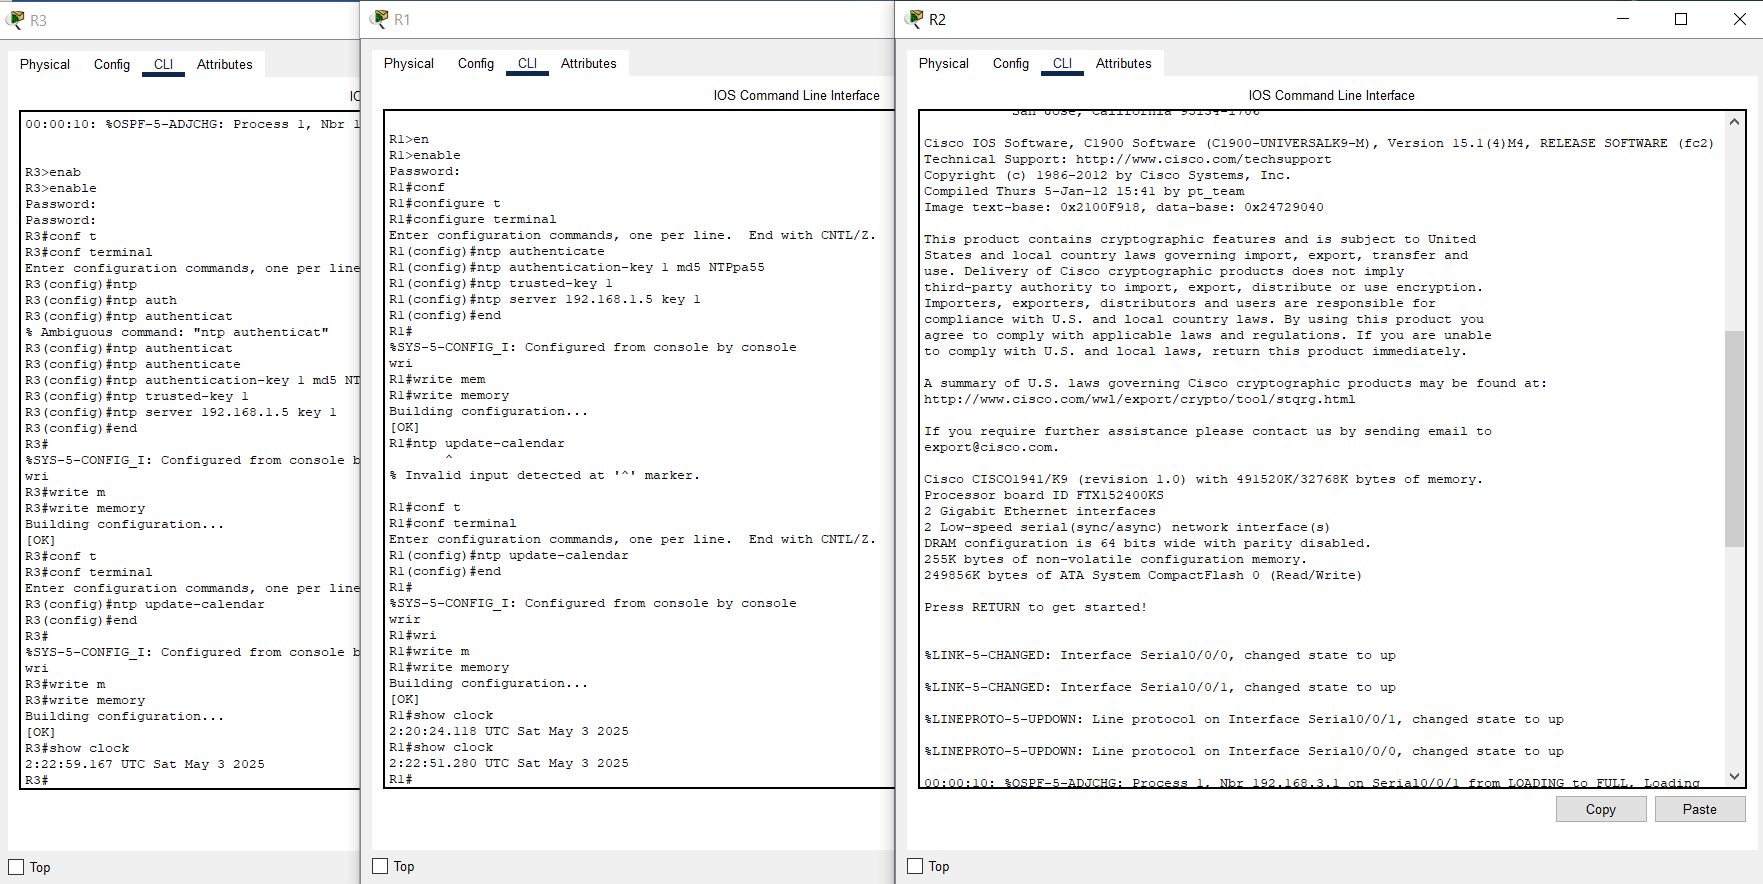 R3
Physical Config CLI Attributes
00:00:10: %OSPF-5-ADJCHG: Process 1, Nbr 1
R3>enab
R3>enable
Password:
Password:
R3#conf t
R3#conf terminal
Enter configuration commands, one per line
R3(config)#ntp
R3(config)#ntp auth
R3(config)#ntp authenticat
% Ambiguous command: "ntp authenticat"
R3(config)#ntp authenticat
R3(config)#ntp authenticate
R3(config)#ntp authentication-key 1 md5 NT
R3(config)#ntp trusted-key 1
R3(config)#ntp server 192.168.1.5 key 1
R3(config)#end
R3#
%SYS-5-CONFIG_I: Configured from console b
wri
R3#write m
R3#write memory
Building configuration...
[OK]
R3#conf t
R3#conf terminal
Enter configuration commands, one per line
R3(config)#ntp update-calendar
R3(config)#end
R3#
%SYS-5-CONFIG_I: Configured from console b
wri
R3#write m
R3#write memory
Building configuration...
[OK]
R3#show clock
2:22:59.167 UTC Sat May 3 2025
R3#
Top
R1
Physical Config CLI Attributes
IOS Command Line Interface
R1>en
R1>enable
Password:
R1#conf
R1#configure t
R1#configure terminal
Enter configuration commands, one per line.  End with CNTL/Z.
R1(config)#ntp authenticate
R1(config)#ntp authentication-key 1 md5 NTPpa55
R1(config)#ntp trusted-key 1
R1(config)#ntp server 192.168.1.5 key 1
R1(config)#end
R1#
%SYS-5-CONFIG_I: Configured from console by console
wri
R1#write mem
R1#write memory
Building configuration...
[OK]
R1#ntp update-calendar
^
% Invalid input detected at '^' marker.
R1#conf t
R1#conf terminal
Enter configuration commands, one per line.  End with CNTL/Z.
R1(config)#ntp update-calendar
R1(config)#end
R1#
%SYS-5-CONFIG_I: Configured from console by console
wrir
R1#wri
R1#write m
R1#write memory
Building configuration...
[OK]
R1#show clock
2:20:24.118 UTC Sat May 3 2025
R1#show clock
2:22:51.280 UTC Sat May 3 2025
R1#
Top
R2
Physical Config CLI Attributes
IOS Command Line Interface
San Jose, California 95134-1706
Cisco IOS Software, C1900 Software (C1900-UNIVERSALK9-M), Version 15.1(4)M4, RELEASE SOFTWARE (fc2)
Technical Support: http://www.cisco.com/techsupport
Copyright (c) 1986-2012 by Cisco Systems, Inc.
Compiled Thurs 5-Jan-12 15:41 by pt_team
Image text-base: 0x2100F918, data-base: 0x24729040
This product contains cryptographic features and is subject to United
States and local country laws governing import, export, transfer and
use. Delivery of Cisco cryptographic products does not imply
third-party authority to import, export, distribute or use encryption.
Importers, exporters, distributors and users are responsible for
compliance with U.S. and local country laws. By using this product you
agree to comply with applicable laws and regulations. If you are unable
to comply with U.S. and local laws, return this product immediately.
A summary of U.S. laws governing Cisco cryptographic products may be found at:
http://www.cisco.com/wwl/export/crypto/tool/stqrg.html
If you require further assistance please contact us by sending email to
export@cisco.com.
Cisco CISCO1941/K9 (revision 1.0) with 491520K/32768K bytes of memory.
Processor board ID FTX152400KS
2 Gigabit Ethernet interfaces
2 Low-speed serial(sync/async) network interface(s)
DRAM configuration is 64 bits wide with parity disabled.
255K bytes of non-volatile configuration memory.
249856K bytes of ATA System CompactFlash 0 (Read/Write)
Press RETURN to get started!
%LINK-5-CHANGED: Interface Serial0/0/0, changed state to up
%LINK-5-CHANGED: Interface Serial0/0/1, changed state to up
%LINEPROTO-5-UPDOWN: Line protocol on Interface Serial0/0/1, changed state to up
%LINEPROTO-5-UPDOWN: Line protocol on Interface Serial0/0/0, changed state to up
00:00:10: %OSPF-5-ADJCHG: Process 1, Nbr 192.168.3.1 on Serial0/0/1 from LOADING to FULL, Loading
Copy Paste
Top